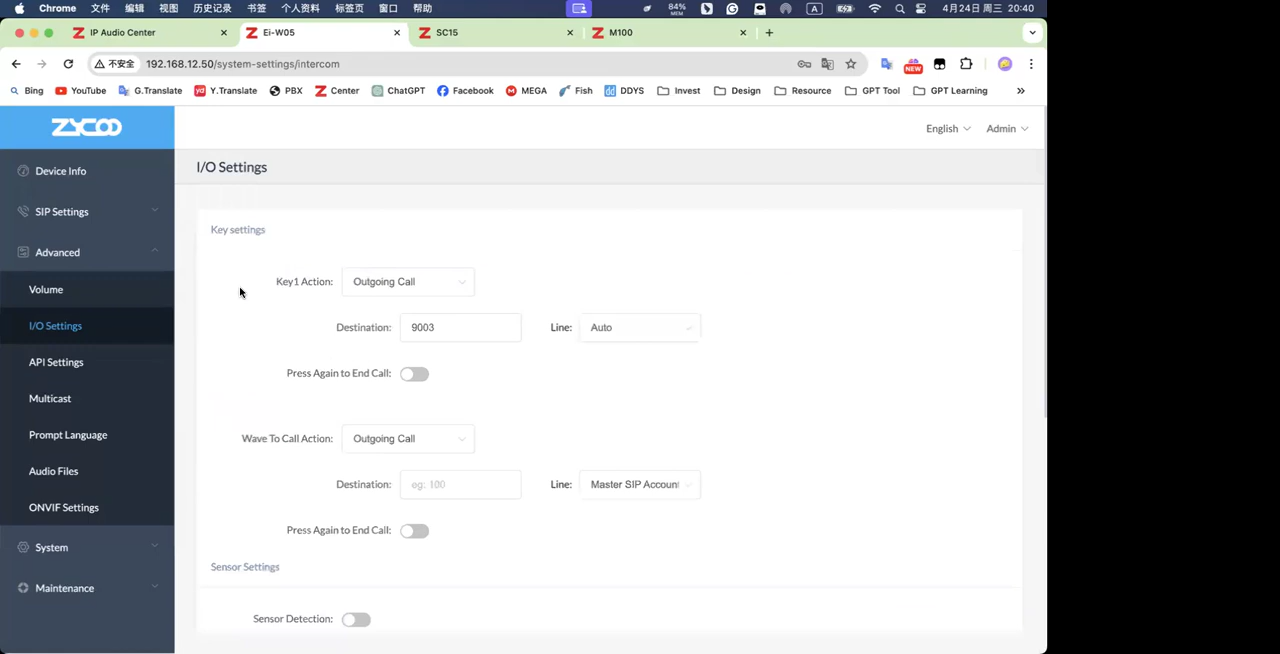 Chrome 文件 编辑 视图 历史记录 书签 个人资料 标签页 窗口 帮助 84% MEM A 4月24日 周三 20:40
IP Audio Center Ei-W05 SC15 M100
不安全 192.168.12.50/system-settings/intercom NEW
Bing YouTube G.Translate Y.Translate PBX Center ChatGPT Facebook MEGA Fish DDYS Invest Design Resource GPT Tool GPT Learning
ZYCOO
English Admin
I/O Settings
Device Info
SIP Settings
Advanced
Volume
I/O Settings
API Settings
Multicast
Prompt Language
Audio Files
ONVIF Settings
System
Maintenance
Key settings
Key1 Action: Outgoing Call
Destination: 9003 Line: Auto
Press Again to End Call:
Wave To Call Action: Outgoing Call
Destination: eg: 100 Line: Master SIP Account
Press Again to End Call:
Sensor Settings
Sensor Detection: